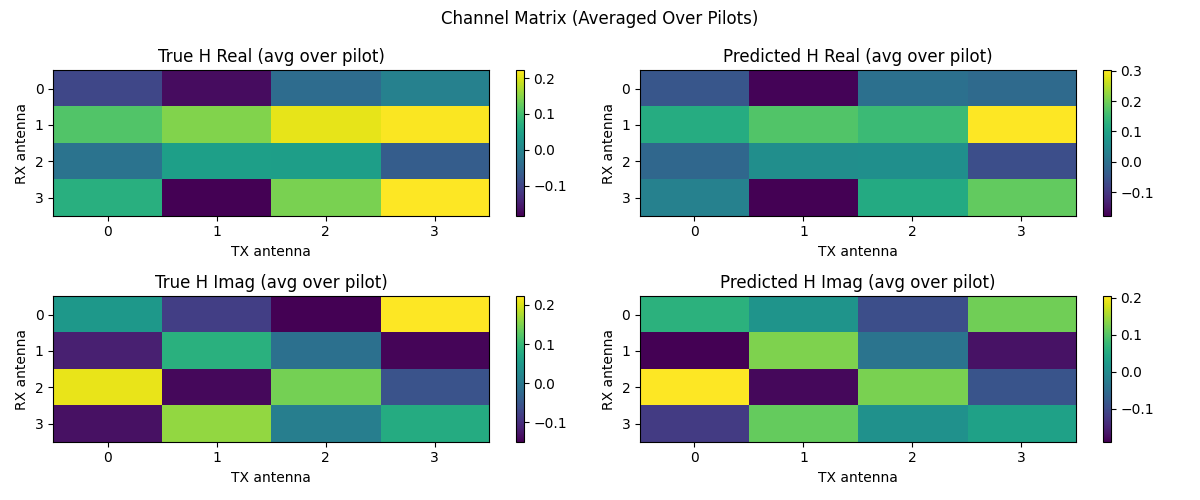 Channel Matrix (Averaged Over Pilots)
True H Real (avg over pilot)
RX antenna
0
1
2
3
0 1 2 3
TX antenna
0.2
0.1
0.0
−0.1
Predicted H Real (avg over pilot)
RX antenna
0
1
2
3
0 1 2 3
TX antenna
0.3
0.2
0.1
0.0
−0.1
True H Imag (avg over pilot)
RX antenna
0
1
2
3
0 1 2 3
TX antenna
0.2
0.1
0.0
−0.1
Predicted H Imag (avg over pilot)
RX antenna
0
1
2
3
0 1 2 3
TX antenna
0.2
0.1
0.0
−0.1